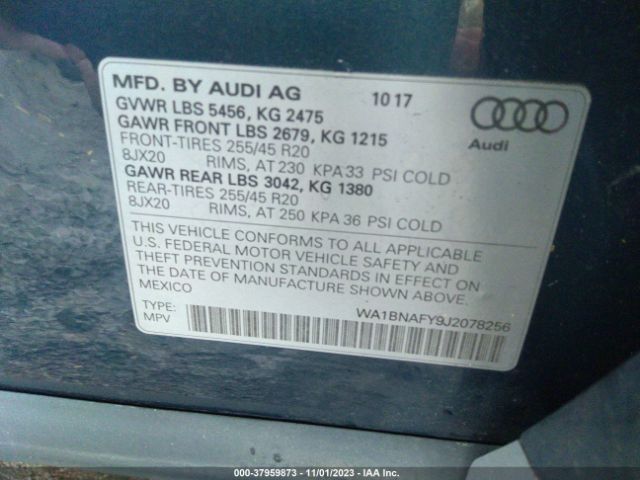 MFD. BY AUDI AG 10 17
GVWR LBS 5456, KG 2475
GAWR FRONT LBS 2679, KG 1215
FRONT-TIRES 255/45 R20
8JX20 RIMS, AT 230 KPA 33 PSI COLD
GAWR REAR LBS 3042, KG 1380
REAR-TIRES 255/45 R20
8JX20 RIMS, AT 250 KPA 36 PSI COLD
Audi
THIS VEHICLE CONFORMS TO ALL APPLICABLE
U.S. FEDERAL MOTOR VEHICLE SAFETY AND
THEFT PREVENTION STANDARDS IN EFFECT ON
THE DATE OF MANUFACTURE SHOWN ABOVE.
MEXICO
TYPE: WA1BNAFY9J2078256
MPV
000-37959873 - 11/01/2023 - IAA Inc.